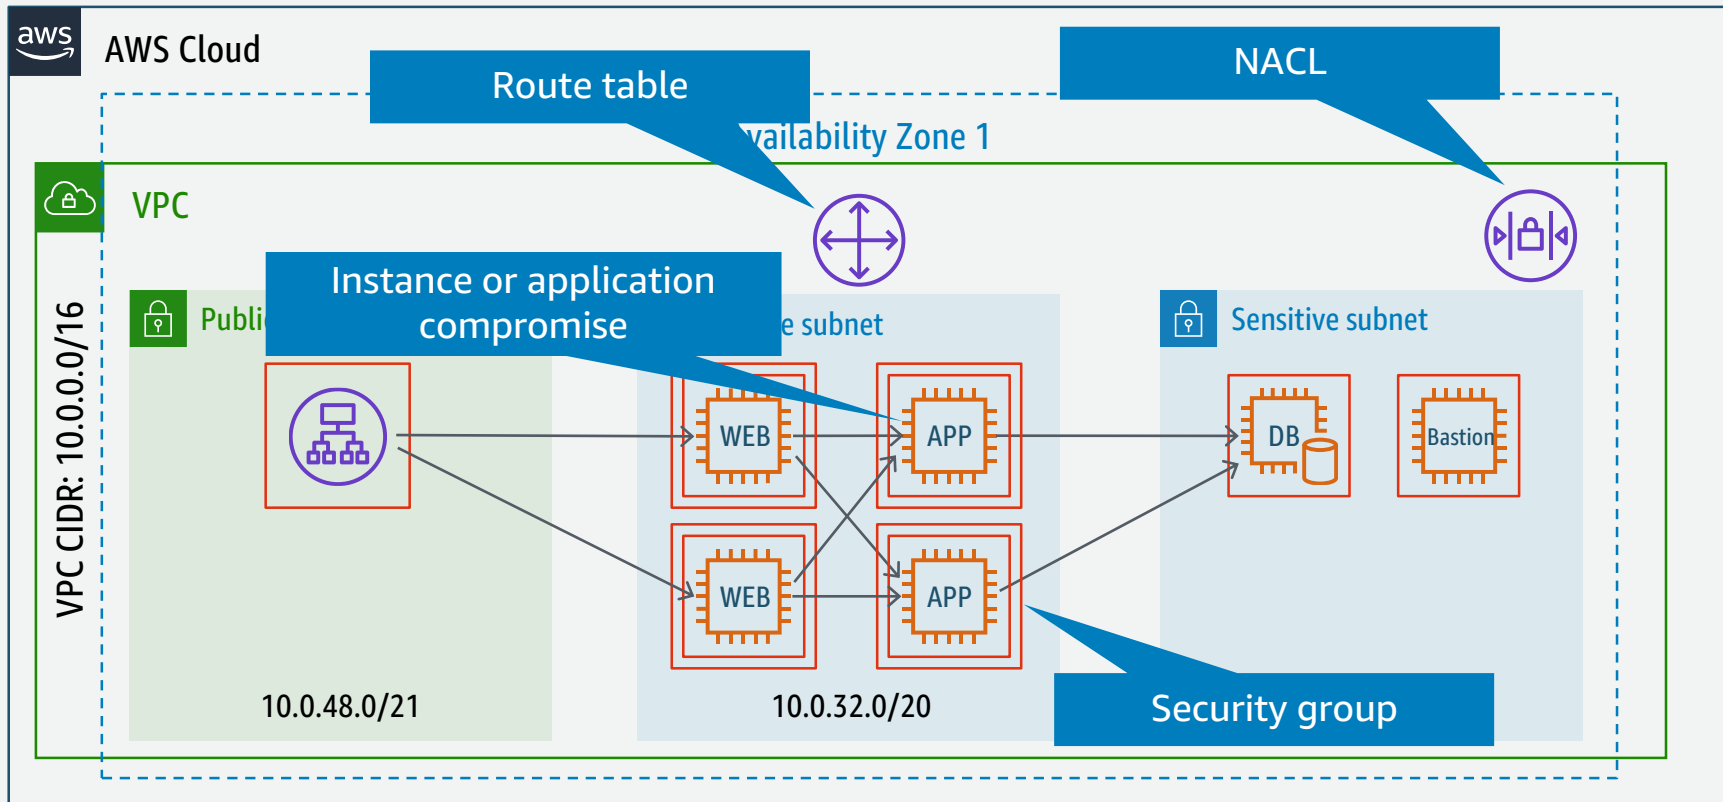 aws
AWS Cloud
Route table
NACL
vailability Zone 1
VPC
VPC CIDR: 10.0.0.0/16
Instance or application
compromise
Publi
e subnet
Sensitive subnet
WEB
APP
DB
Bastion
WEB
APP
10.0.48.0/21
10.0.32.0/20
Security group